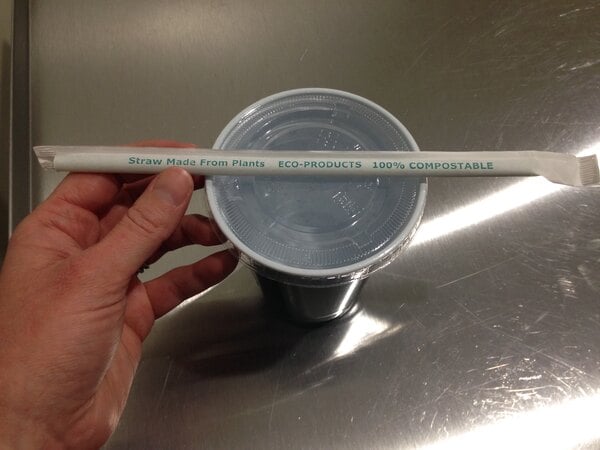 Straw Made From Plants ECO-PRODUCTS 100% COMPOSTABLE